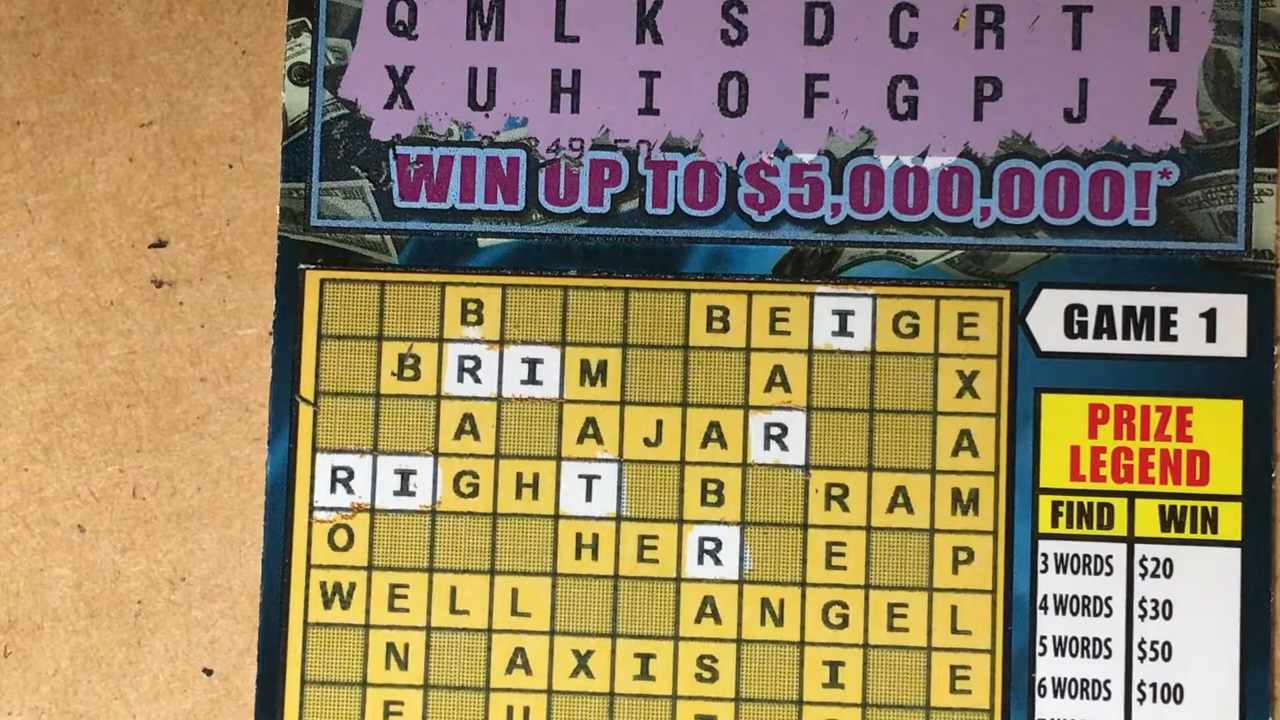 Q M L K S D C R T N
X U H I O F G P J Z
WIN UP TO $5,000,000!*
GAME 1
B B E I G E
B R I M A X
A A J A R A
R I G H T B R A M
O H E R E P
W E L L A N G E L
N A X I S I E
PRIZE
LEGEND
FIND WIN
3 WORDS $20
4 WORDS $30
5 WORDS $50
6 WORDS $100